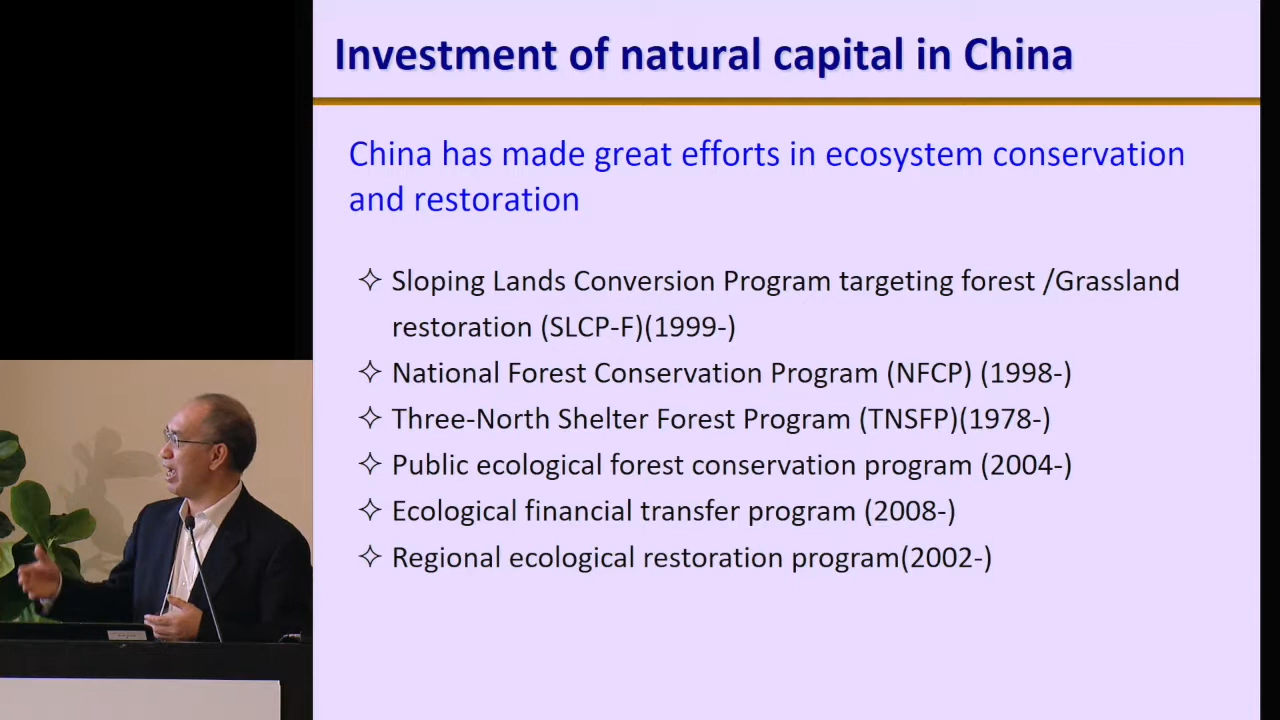 Investment of natural capital in China
China has made great efforts in ecosystem conservation
and restoration
✧ Sloping Lands Conversion Program targeting forest /Grassland
restoration (SLCP-F)(1999-)
✧ National Forest Conservation Program (NFCP) (1998-)
✧ Three-North Shelter Forest Program (TNSFP)(1978-)
✧ Public ecological forest conservation program (2004-)
✧ Ecological financial transfer program (2008-)
✧ Regional ecological restoration program(2002-)